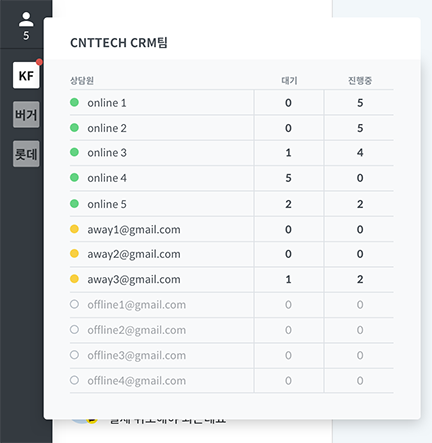 5
KF
버거
롯데
CNTTECH CRM팀
상담원 대기 진행중
online 1 0 5
online 2 0 5
online 3 1 4
online 4 5 0
online 5 2 2
away1@gmail.com 0 0
away2@gmail.com 0 0
away3@gmail.com 1 2
offline1@gmail.com 0 0
offline2@gmail.com 0 0
offline3@gmail.com 0 0
offline4@gmail.com 0 0